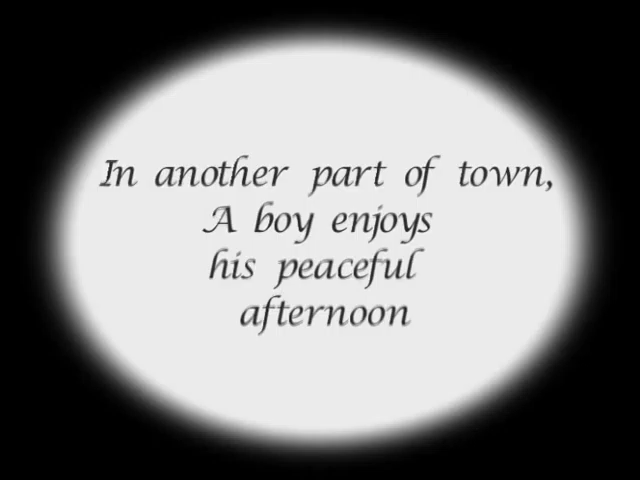 In another part of town,
A boy enjoys
his peaceful
afternoon